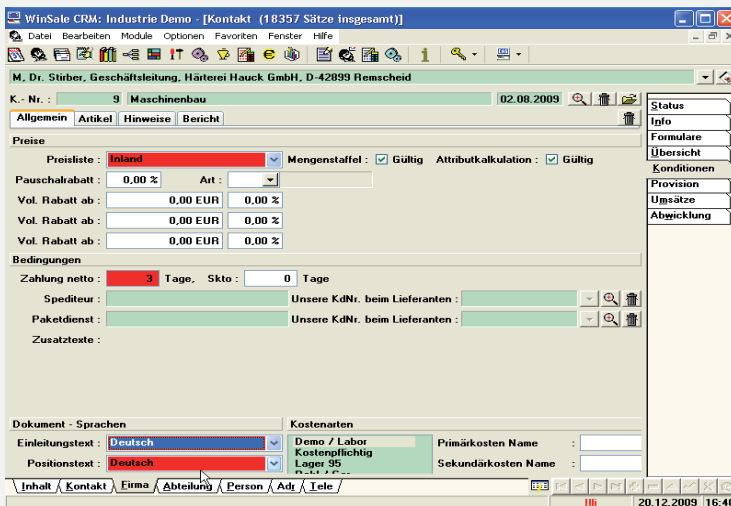 WinSale CRM: Industrie Demo - [Kontakt (18357 Sätze insgesamt)]
Datei Bearbeiten Module Optionen Favoriten Fenster Hilfe
M, Dr. Stirber, Geschäftsleitung, Härterei Hauck GmbH, D-42899 Remscheid
K.- Nr. : 9 Maschinenbau 02.08.2009
Allgemein Artikel Hinweise Bericht
Status
Info
Formulare
Übersicht
Konditionen
Provision
Umsätze
Abwicklung
Preise
Preisliste : Inland Mengenstaffel : Gültig Attributkalkulation : Gültig
Pauschalrabatt : 0,00 % Art :
Vol. Rabatt ab : 0,00 EUR 0,00 %
Vol. Rabatt ab : 0,00 EUR 0,00 %
Vol. Rabatt ab : 0,00 EUR 0,00 %
Bedingungen
Zahlung netto : 3 Tage, Skto : 0 Tage
Spediteur : Unsere KdNr. beim Lieferanten :
Paketdienst : Unsere KdNr. beim Lieferanten :
Zusatztexte :
Dokument - Sprachen Kostenarten
Einleitungstext : Deutsch
Positionstext : Deutsch
Demo / Labor
Kostenpflichtig
Lager 95
Primärkosten Name :
Sekundärkosten Name :
Inhalt Kontakt Firma Abteilung Person Adr Tele
Illi 20.12.2009 16:40